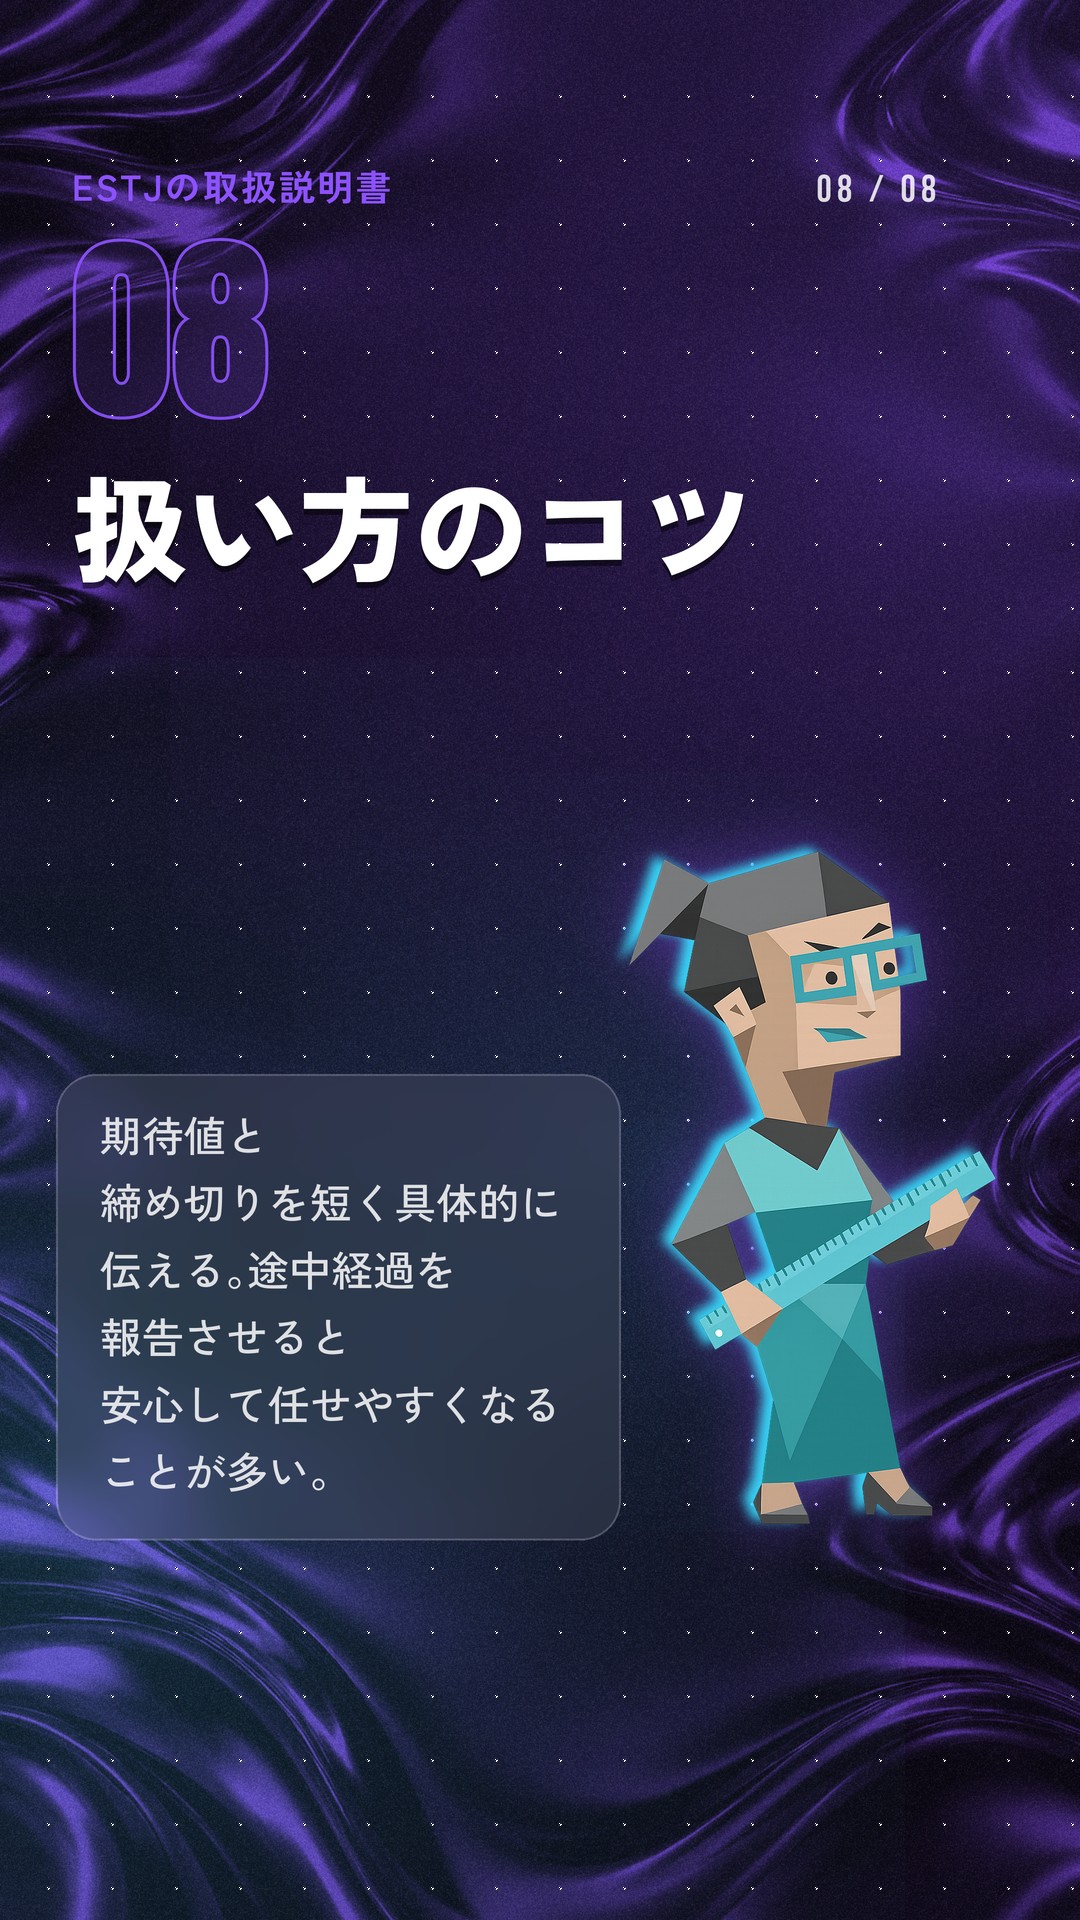 ESTJの取扱説明書
08 / 08
08
扱い方のコツ
期待値と
締め切りを短く具体的に
伝える。途中経過を
報告させると
安心して任せやすくなる
ことが多い。